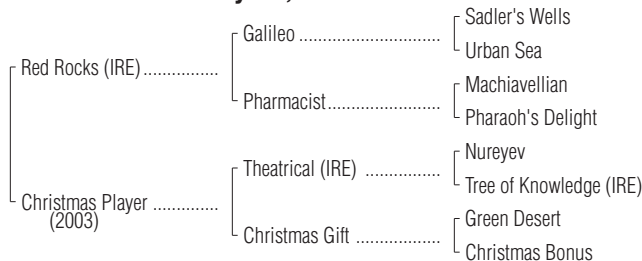 Sadler's Wells
Galileo ..............................
Urban Sea
Red Rocks (IRE) ................
Machiavellian
Pharmacist........................
Pharaoh's Delight
Nureyev
Theatrical (IRE) ................
Tree of Knowledge (IRE)
Christmas Player ..............
(2003)
Green Desert
Christmas Gift ..................
Christmas Bonus